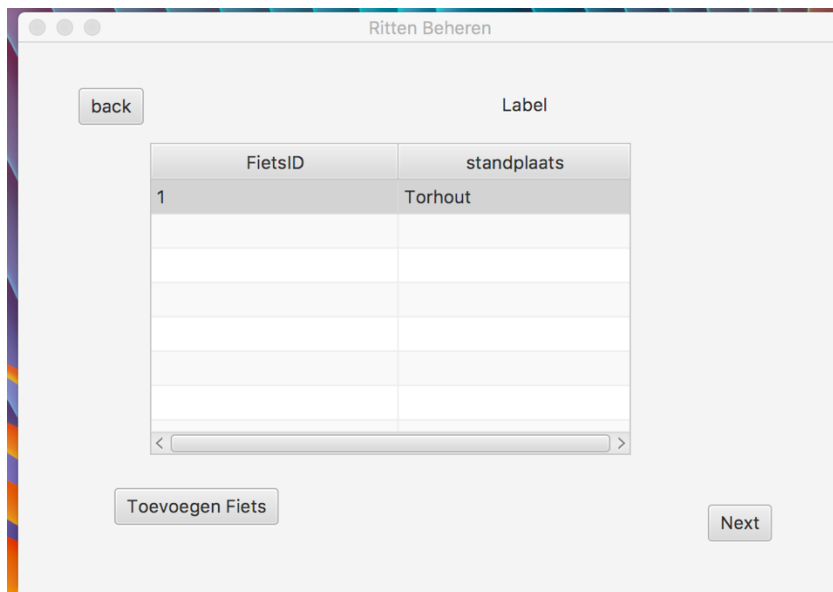 Ritten Beheren
back
Label
FietsID standplaats
1 Torhout
Toevoegen Fiets
Next